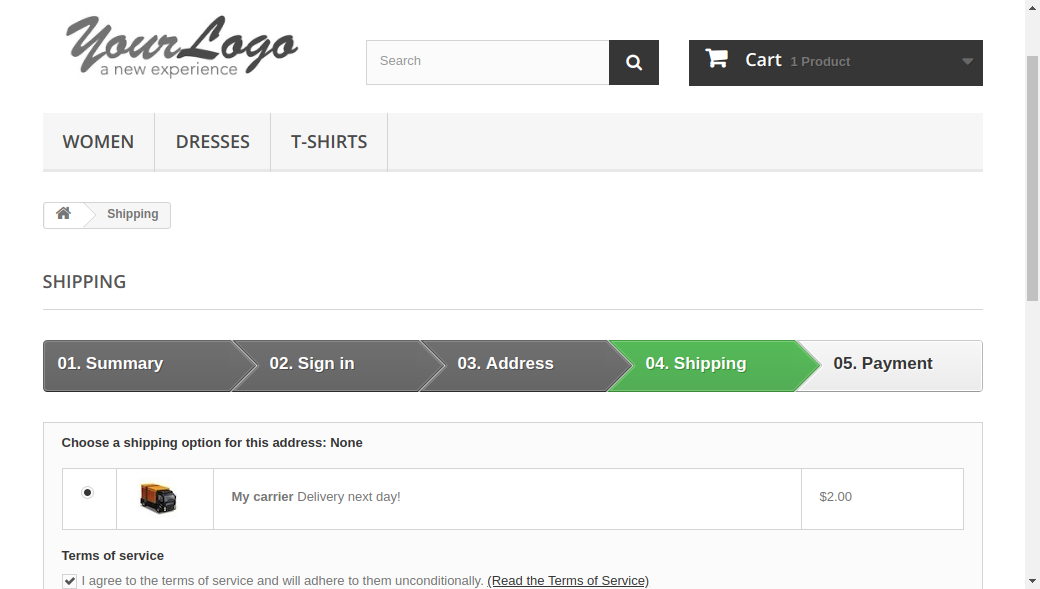 YourLogo
a new experience
Search
Cart 1 Product
WOMEN DRESSES T-SHIRTS
Shipping
SHIPPING
01. Summary 02. Sign in 03. Address 04. Shipping 05. Payment
Choose a shipping option for this address: None
My carrier Delivery next day! $2.00
Terms of service
I agree to the terms of service and will adhere to them unconditionally. (Read the Terms of Service)